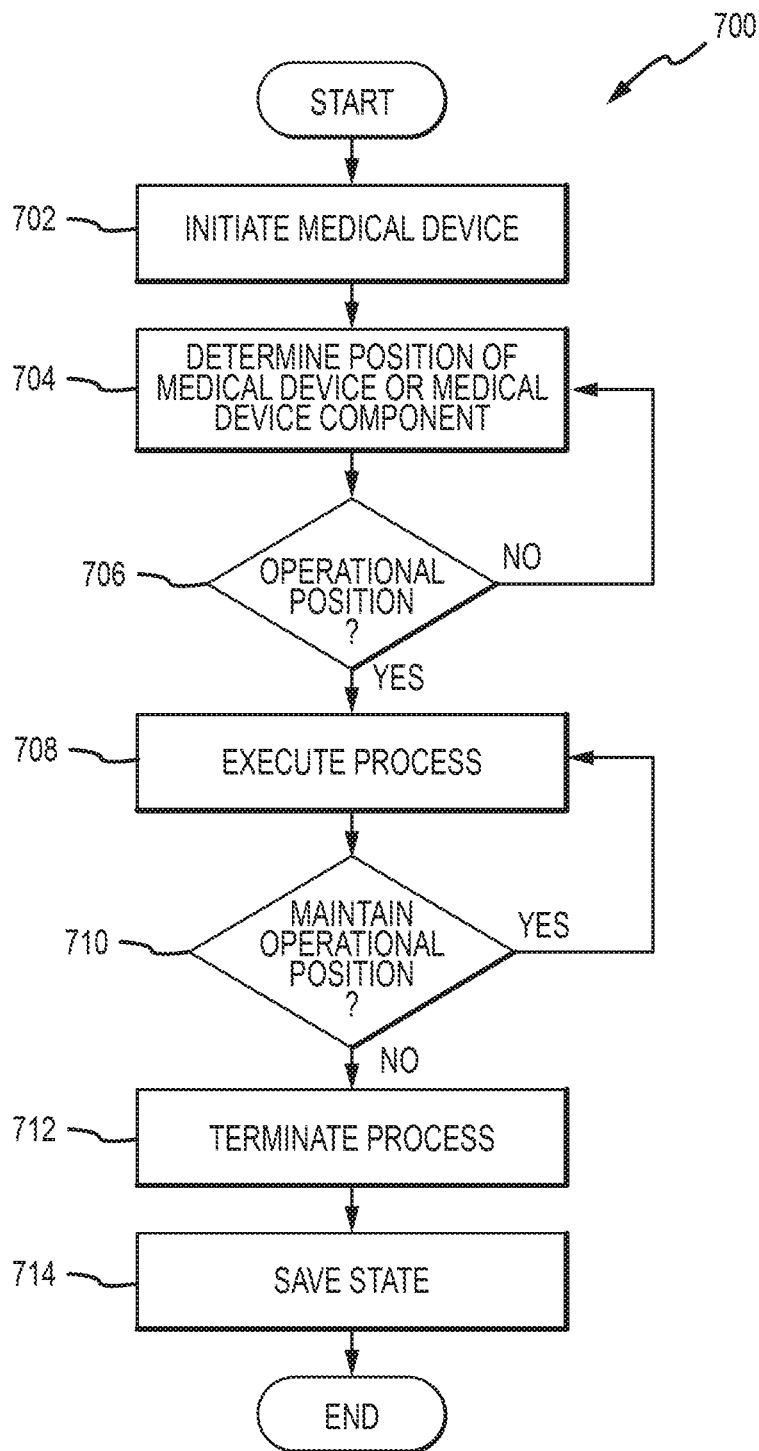 700
START
702
INITIATE MEDICAL DEVICE
704
DETERMINE POSITION OF
MEDICAL DEVICE OR MEDICAL
DEVICE COMPONENT
706
OPERATIONAL
POSITION
?
NO
YES
708
EXECUTE PROCESS
710
MAINTAIN
OPERATIONAL
POSITION
?
YES
NO
712
TERMINATE PROCESS
714
SAVE STATE
END